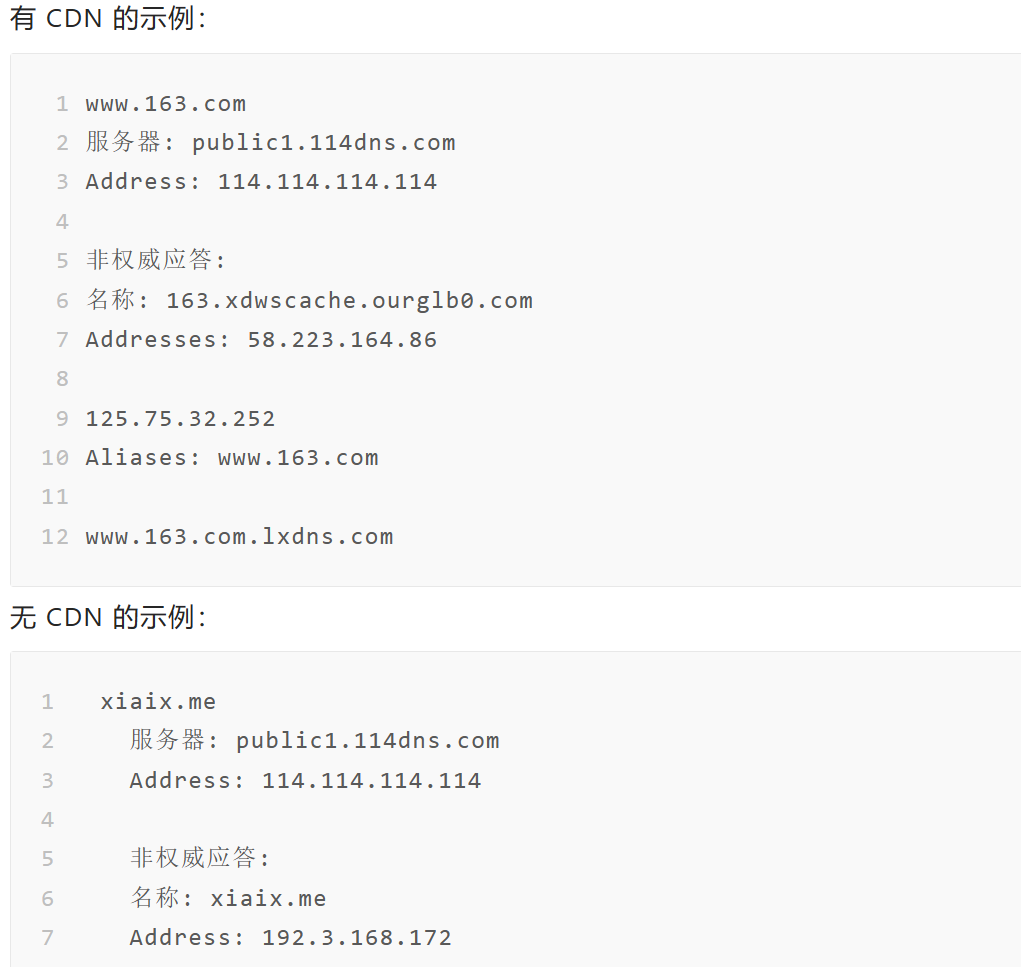 有 CDN 的示例：
1 www.163.com
2 服务器: public1.114dns.com
3 Address: 114.114.114.114
4
5 非权威应答:
6 名称: 163.xdwscache.ourglb0.com
7 Addresses: 58.223.164.86
8
9 125.75.32.252
10 Aliases: www.163.com
11
12 www.163.com.lxdns.com
无 CDN 的示例：
1 xiaix.me
2 服务器: public1.114dns.com
3 Address: 114.114.114.114
4
5 非权威应答:
6 名称: xiaix.me
7 Address: 192.3.168.172